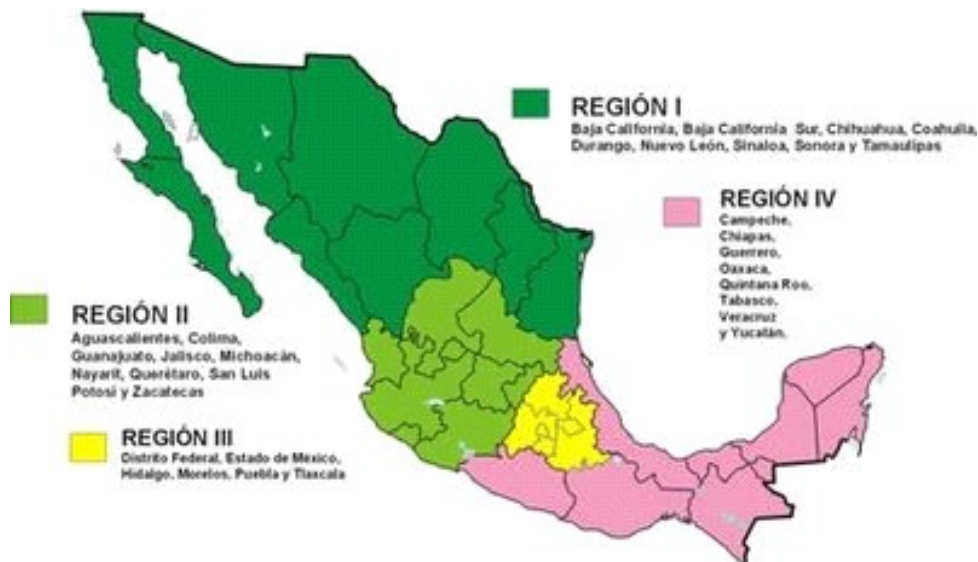 REGIÓN I
Baja California, Baja California Sur, Chihuahua, Coahuila,
Durango, Nuevo León, Sinaloa, Sonora y Tamaulipas
REGIÓN IV
Campeche,
Chiapas,
Guerrero,
Oaxaca,
Quintana Roo,
Tabasco,
Veracruz
y Yucatán.
REGIÓN II
Aguascalientes, Colima,
Guanajuato, Jalisco, Michoacán,
Nayarit, Querétaro, San Luis
Potosí y Zacatecas
REGIÓN III
Distrito Federal, Estado de México,
Hidalgo, Morelos, Puebla y Tlaxcala